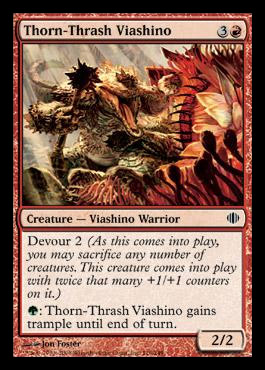 Thorn-Thrash Viashino 3
Creature — Viashino Warrior
Devour 2 (As this comes into play,
you may sacrifice any number of
creatures. This creature comes into play
with twice that many +1/+1 counters
on it.)
: Thorn-Thrash Viashino gains
trample until end of turn.
Jon Foster
2/2